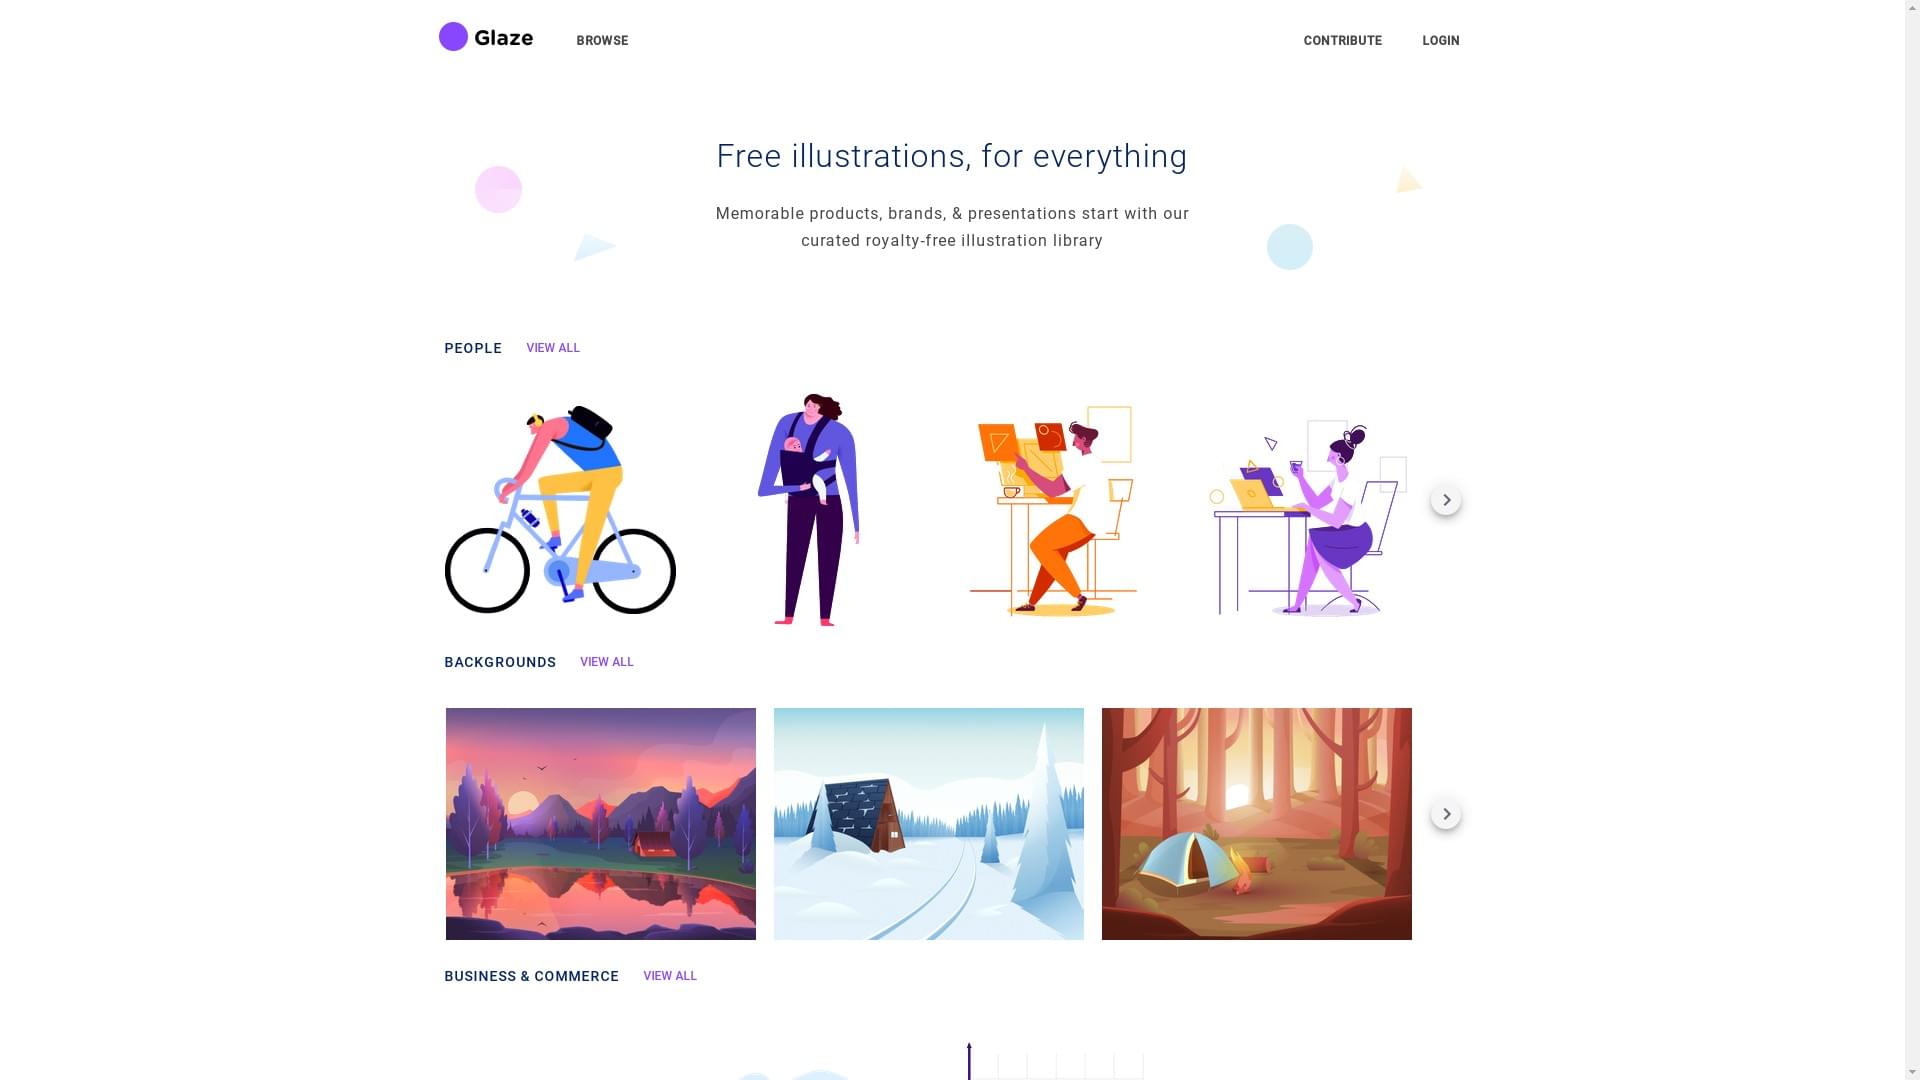 Glaze
BROWSE
CONTRIBUTE
LOGIN
Free illustrations, for everything
Memorable products, brands, & presentations start with our
curated royalty-free illustration library
PEOPLE
VIEW ALL
BACKGROUNDS
VIEW ALL
BUSINESS & COMMERCE
VIEW ALL